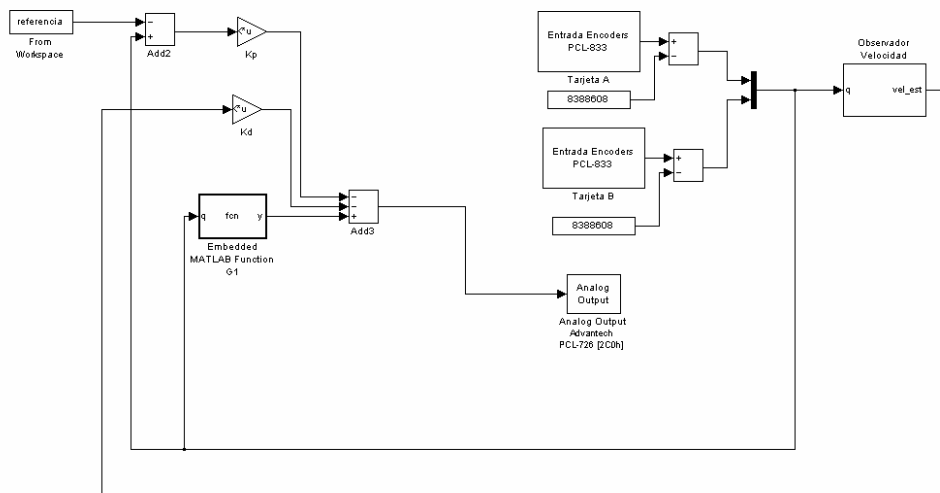 referencia
From
Workspace
−
+
Add2
u
Kp
u
Kd
q fcn y
Embedded
MATLAB Function
G1
−
−
+
Add3
Entrada Encoders
PCL-833
Tarjeta A
8388608
+
−
Entrada Encoders
PCL-833
Tarjeta B
8388608
+
−
Observador
Velocidad
q vel_est
Analog
Output
Analog Output
Advantech
PCL-726 [2C0h]